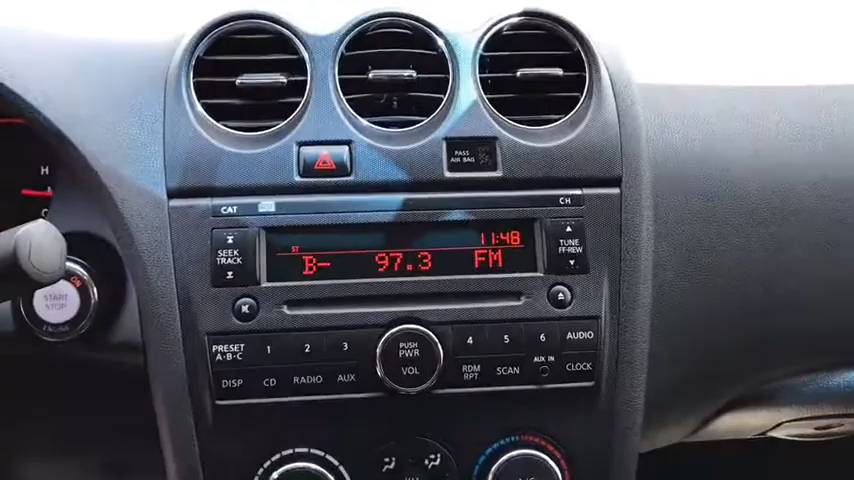 PASS
AIR BAG
OFF
CAT
CH
ST
11:48
B- 97.3 FM
SEEK
TRACK
TUNE
FF·REW
START
STOP
ENGINE
H
PRESET
A·B·C
1 2 3
PUSH
PWR
VOL
4 5 6
AUDIO
DISP CD RADIO AUX
RDM
RPT
SCAN
AUX IN
CLOCK
A/C